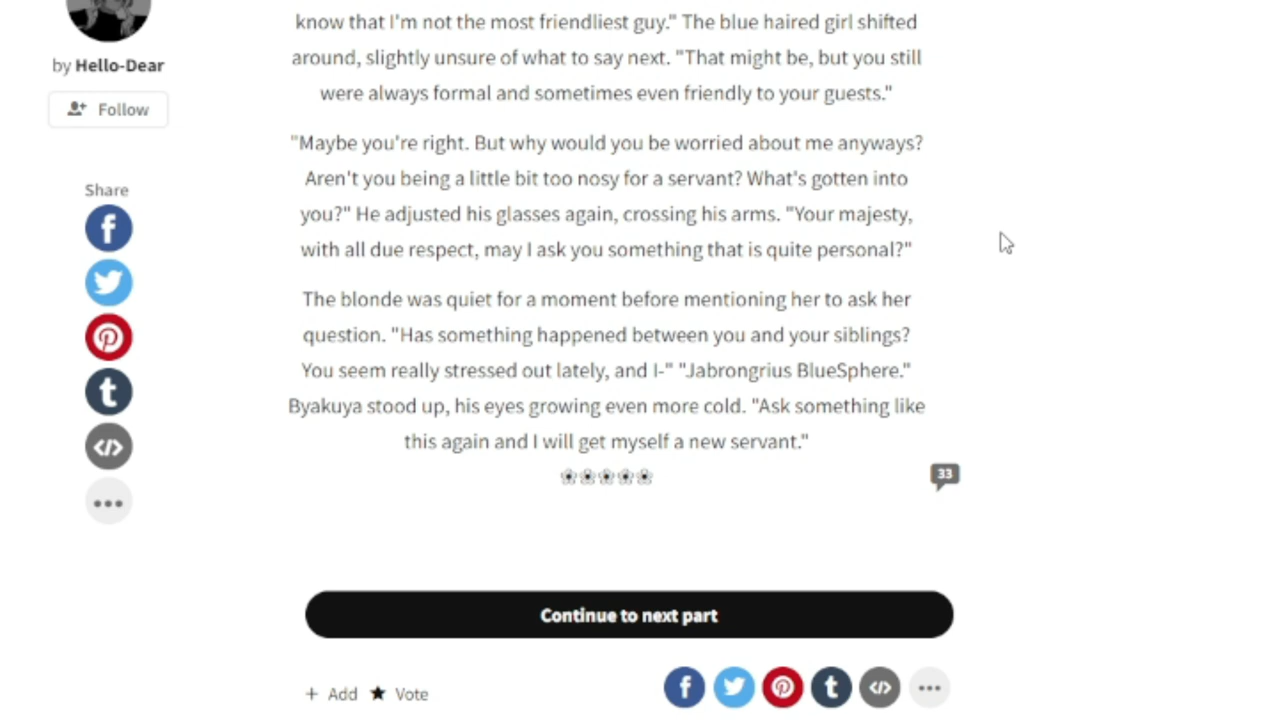 know that I'm not the most friendliest guy." The blue haired girl shifted
around, slightly unsure of what to say next. "That might be, but you still
were always formal and sometimes even friendly to your guests."
by Hello-Dear
Follow
"Maybe you're right. But why would you be worried about me anyways?
Aren't you being a little bit too nosy for a servant? What's gotten into
you?" He adjusted his glasses again, crossing his arms. "Your majesty,
with all due respect, may I ask you something that is quite personal?"
Share
The blonde was quiet for a moment before mentioning her to ask her
question. "Has something happened between you and your siblings?
You seem really stressed out lately, and I-" "Jabrongrius BlueSphere."
Byakuya stood up, his eyes growing even more cold. "Ask something like
this again and I will get myself a new servant."
33
Continue to next part
+ Add ★ Vote